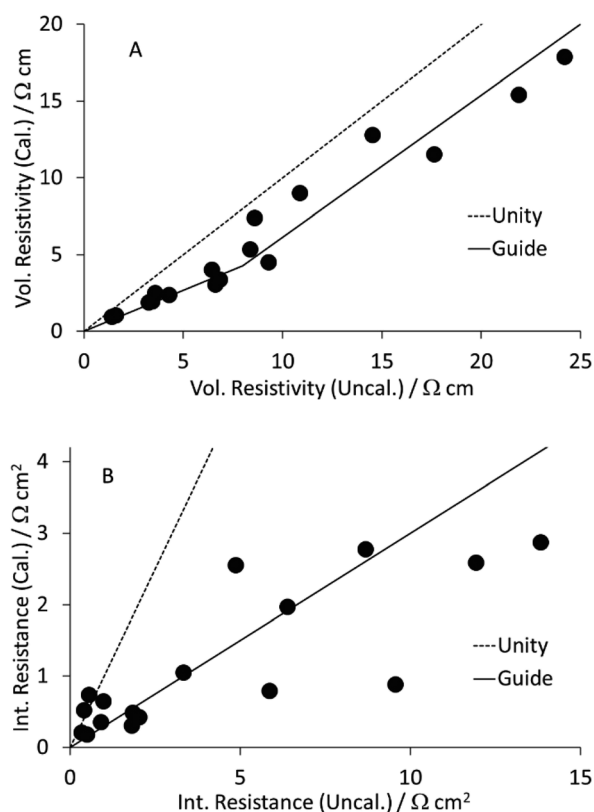 20
A
15
10
5
0
Vol. Resistivity (Cal.) / Ω cm
Unity
Guide
0 5 10 15 20 25
Vol. Resistivity (Uncal.) / Ω cm
4
B
3
2
1
0
Int. Resistance (Cal.) / Ω cm²
Unity
Guide
0 5 10 15
Int. Resistance (Uncal.) / Ω cm²